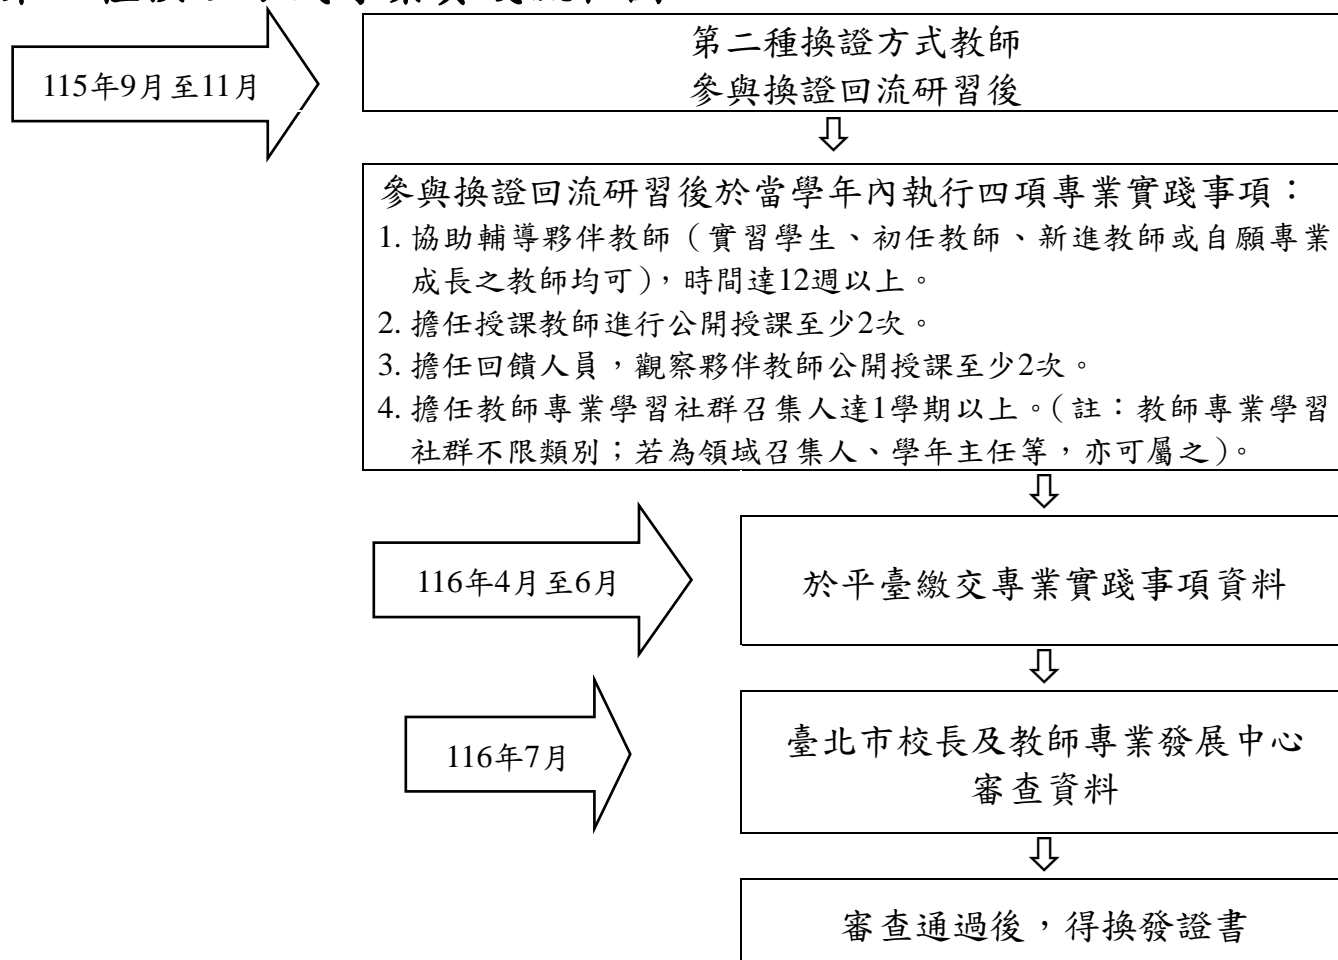 115年9月至11月
第二種換證方式教師
參與換證回流研習後
參與換證回流研習後於當學年內執行四項專業實踐事項：
1. 協助輔導夥伴教師（實習學生、初任教師、新進教師或自願專業
成長之教師均可），時間達12週以上。
2. 擔任授課教師進行公開授課至少2次。
3. 擔任回饋人員，觀察夥伴教師公開授課至少2次。
4. 擔任教師專業學習社群召集人達1學期以上。（註：教師專業學習
社群不限類別；若為領域召集人、學年主任等，亦可屬之）。
116年4月至6月
於平臺繳交專業實踐事項資料
116年7月
臺北市校長及教師專業發展中心
審查資料
審查通過後，得換發證書